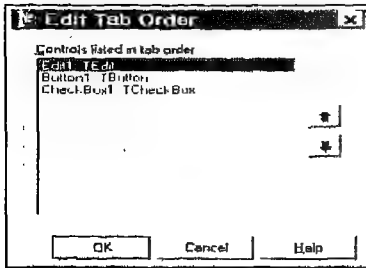 Edit Tab Order
Controls listed in tab order
Edit1 TEdit
Button1 TButton
CheckBox1 TCheckBox
OK
Cancel
Help